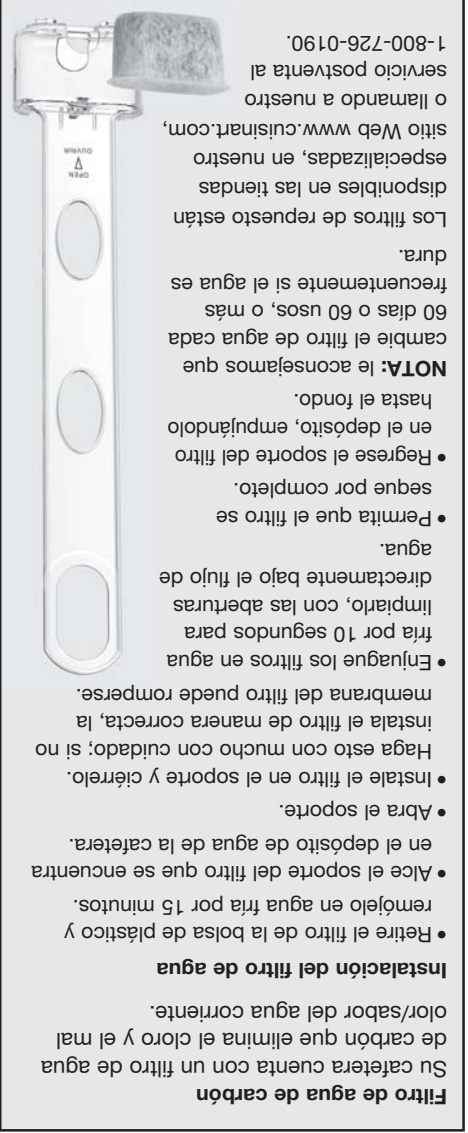 Filtro de agua de carbón
Su cafetera cuenta con un filtro de agua
de carbón que elimina el cloro y el mal
olor/sabor del agua corriente.
Instalación del filtro de agua
• Retire el filtro de la bolsa de plástico y
remójelo en agua fría por 15 minutos.
• Alce el soporte del filtro que se encuentra
en el depósito de agua de la cafetera.
• Abra el soporte.
• Instale el filtro en el soporte y ciérrelo.
Haga esto con mucho con cuidado; si no
instala el filtro de manera correcta, la
membrana del filtro puede romperse.
• Enjuague los filtros en agua
fría por 10 segundos para
limpiarlo, con las aberturas
directamente bajo el flujo de
agua.
• Permita que el filtro se
seque por completo.
• Regrese el soporte del filtro
en el depósito, empujándolo
hasta el fondo.
NOTA: le aconsejamos que
cambie el filtro de agua cada
60 días o 60 usos, o más
frecuentemente si el agua es
dura.
Los filtros de repuesto están
disponibles en las tiendas
especializadas, en nuestro
sitio Web www.cuisinart.com,
o llamando a nuestro
servicio postventa al
1-800-726-0190.
OPEN
OUVRIR